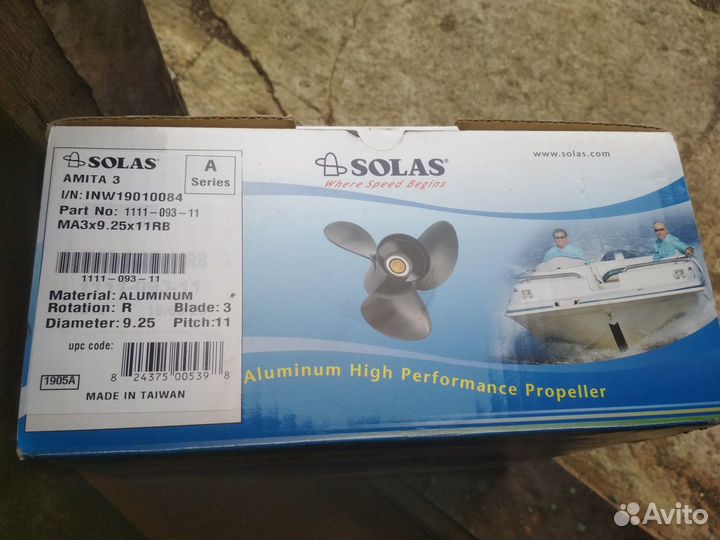 SOLAS®
A
Series
AMITA 3
I/N: INW19010084
Part No: 1111-093-11
MA3x9.25x11RB
1111-093-11
Material: ALUMINUM
Rotation: R Blade: 3
Diameter: 9.25 Pitch: 11
upc code:
8 24375 00539 8
1905A
MADE IN TAIWAN
SOLAS®
Where Speed Begins
www.solas.com
Aluminum High Performance Propeller
Avito